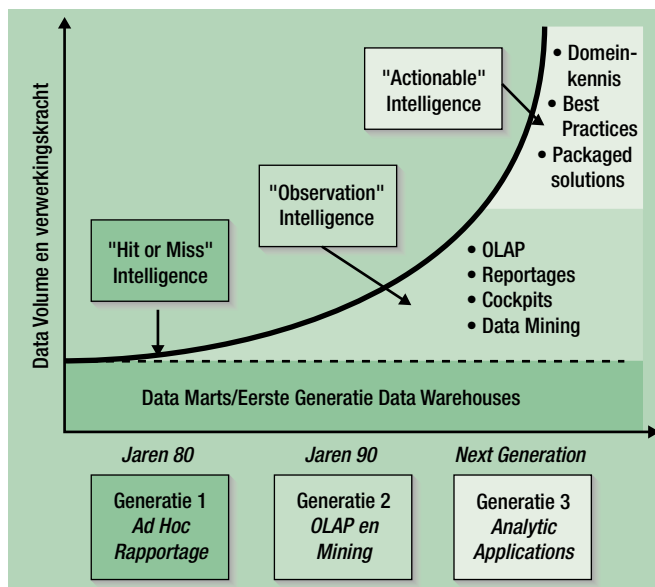 Data Volume en verwerkingskracht
"Hit or Miss"
Intelligence
"Observation"
Intelligence
"Actionable"
Intelligence
• Domein-
kennis
• Best
Practices
• Packaged
solutions
• OLAP
• Reportages
• Cockpits
• Data Mining
Data Marts/Eerste Generatie Data Warehouses
Jaren 80
Jaren 90
Next Generation
Generatie 1
Ad Hoc
Rapportage
Generatie 2
OLAP en
Mining
Generatie 3
Analytic
Applications